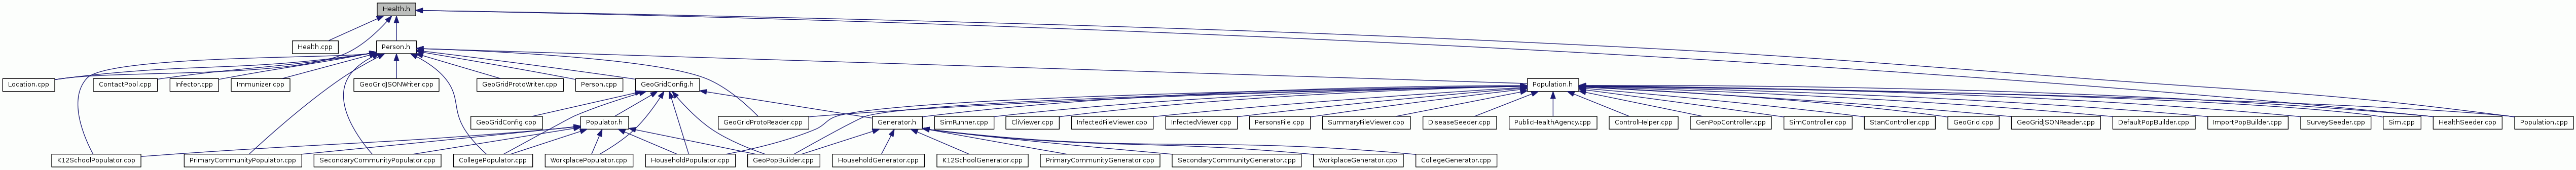 Health.h
Health.cpp
Person.h
Location.cpp
ContactPool.cpp
Infector.cpp
Immunizer.cpp
GeoGridJSONWriter.cpp
GeoGridProtoWriter.cpp
Person.cpp
GeoGridConfig.h
Population.h
GeoGridConfig.cpp
Populator.h
GeoGridProtoReader.cpp
Generator.h
SimRunner.cpp
CliViewer.cpp
InfectedFileViewer.cpp
InfectedViewer.cpp
PersonsFile.cpp
SummaryFileViewer.cpp
DiseaseSeeder.cpp
PublicHealthAgency.cpp
ControlHelper.cpp
GenPopController.cpp
SimController.cpp
StanController.cpp
GeoGrid.cpp
GeoGridJSONReader.cpp
DefaultPopBuilder.cpp
ImportPopBuilder.cpp
SurveySeeder.cpp
Sim.cpp
HealthSeeder.cpp
Population.cpp
K12SchoolPopulator.cpp
PrimaryCommunityPopulator.cpp
SecondaryCommunityPopulator.cpp
CollegePopulator.cpp
WorkplacePopulator.cpp
HouseholdPopulator.cpp
GeoPopBuilder.cpp
HouseholdGenerator.cpp
K12SchoolGenerator.cpp
PrimaryCommunityGenerator.cpp
SecondaryCommunityGenerator.cpp
WorkplaceGenerator.cpp
CollegeGenerator.cpp